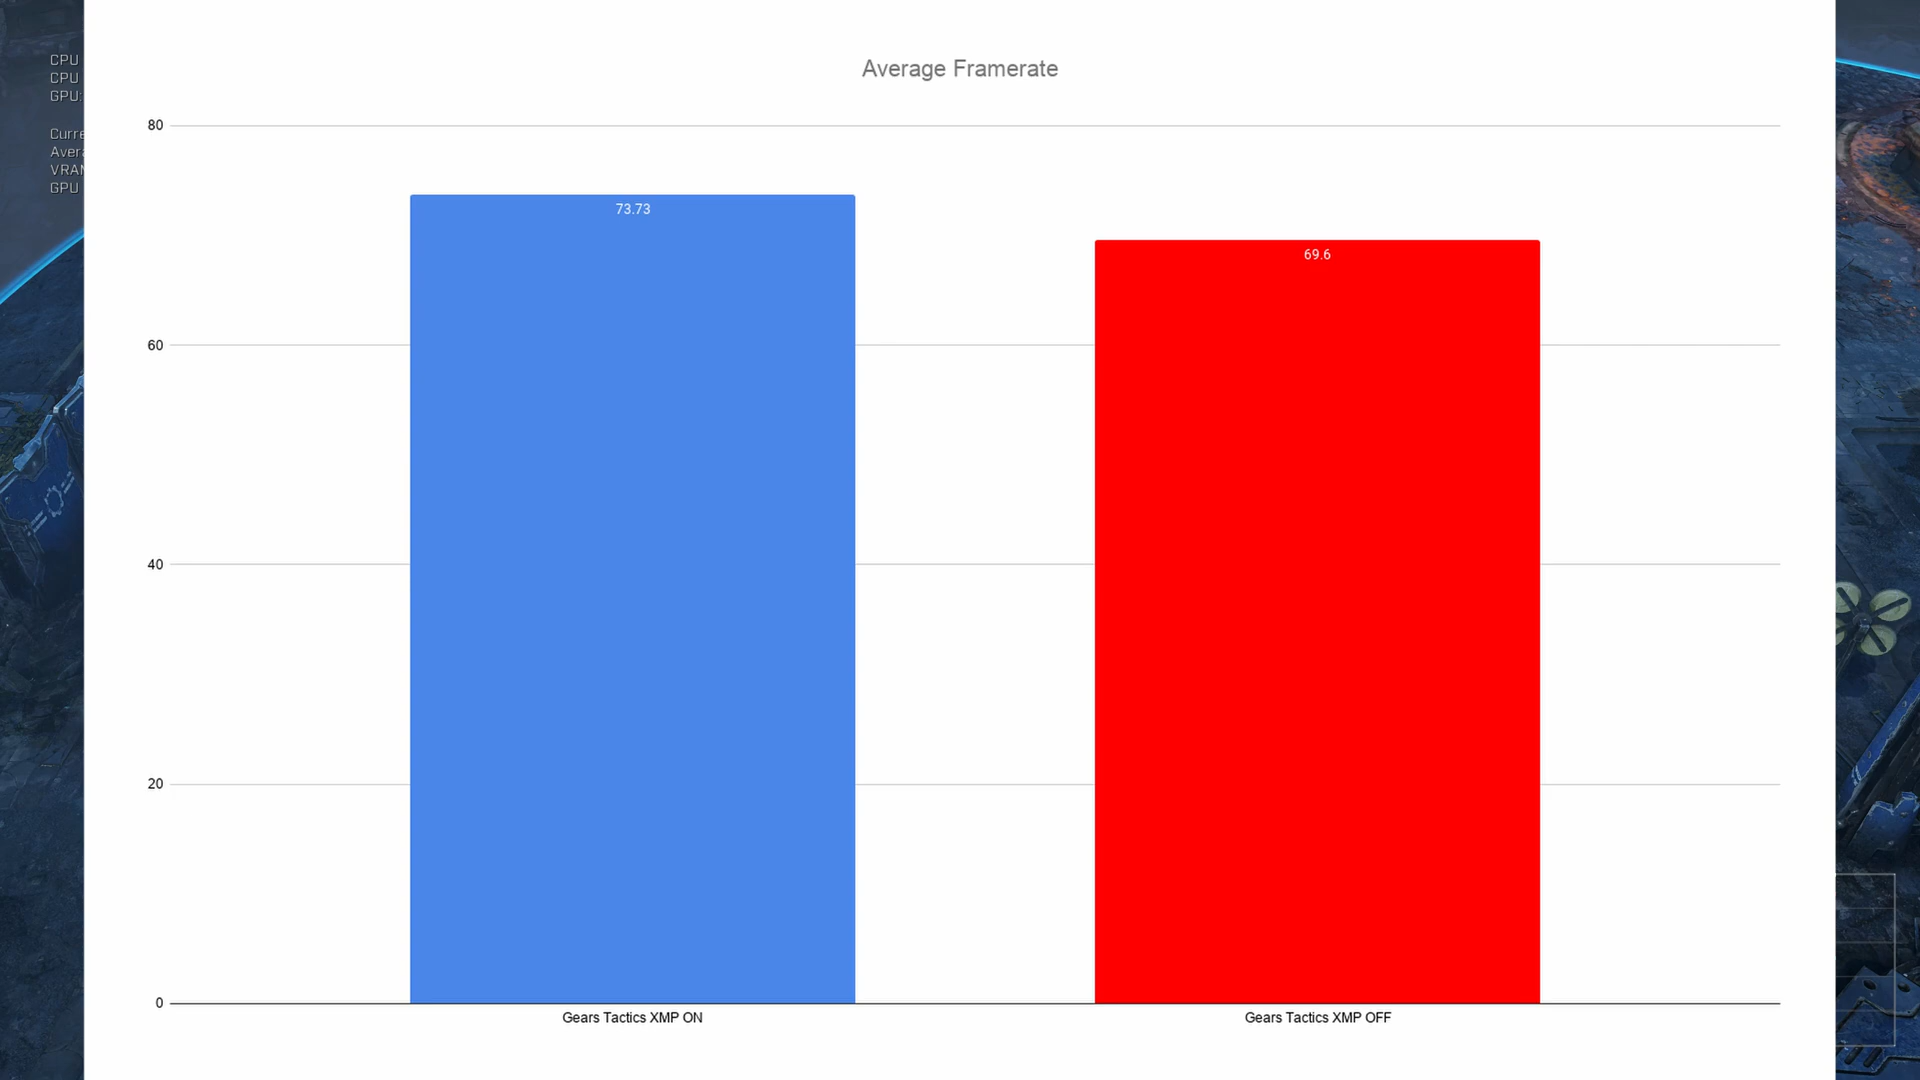 CPU
CPU
GPU:
Average Framerate
80
73.73
69.6
60
40
20
0
Gears Tactics XMP ON
Gears Tactics XMP OFF
GPU